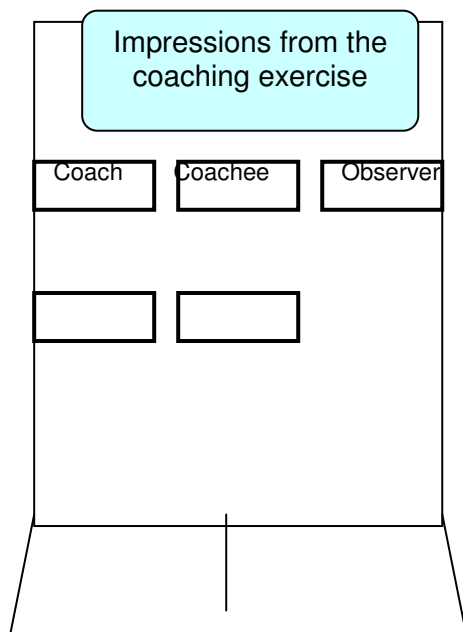 Impressions from the
coaching exercise
Coach Coachee Observer